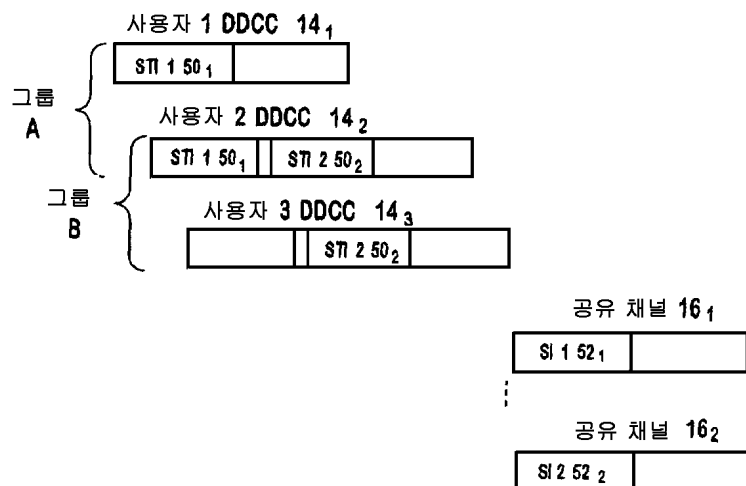 사용자 1 DDCC 14₁
STI 1 50₁
그룹
A
사용자 2 DDCC 14₂
STI 1 50₁ STI 2 50₂
그룹
B
사용자 3 DDCC 14₃
STI 2 50₂
공유 채널 16₁
SI 1 52₁
공유 채널 16₂
SI 2 52₂